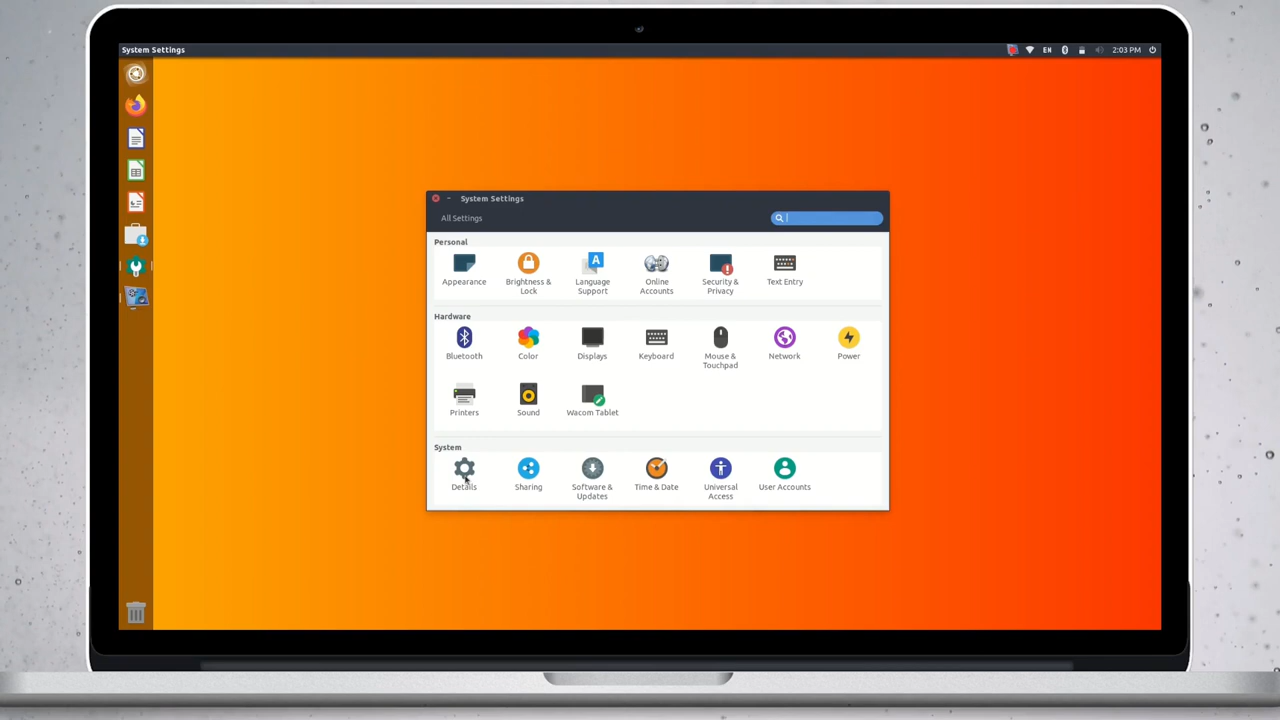 System Settings
EN
2:03 PM
System Settings
All Settings
Personal
Appearance
Brightness &
Lock
Language
Support
Online
Accounts
Security &
Privacy
Text Entry
Hardware
Bluetooth
Color
Displays
Keyboard
Mouse &
Touchpad
Network
Power
Printers
Sound
Wacom Tablet
System
Details
Sharing
Software &
Updates
Time & Date
Universal
Access
User Accounts